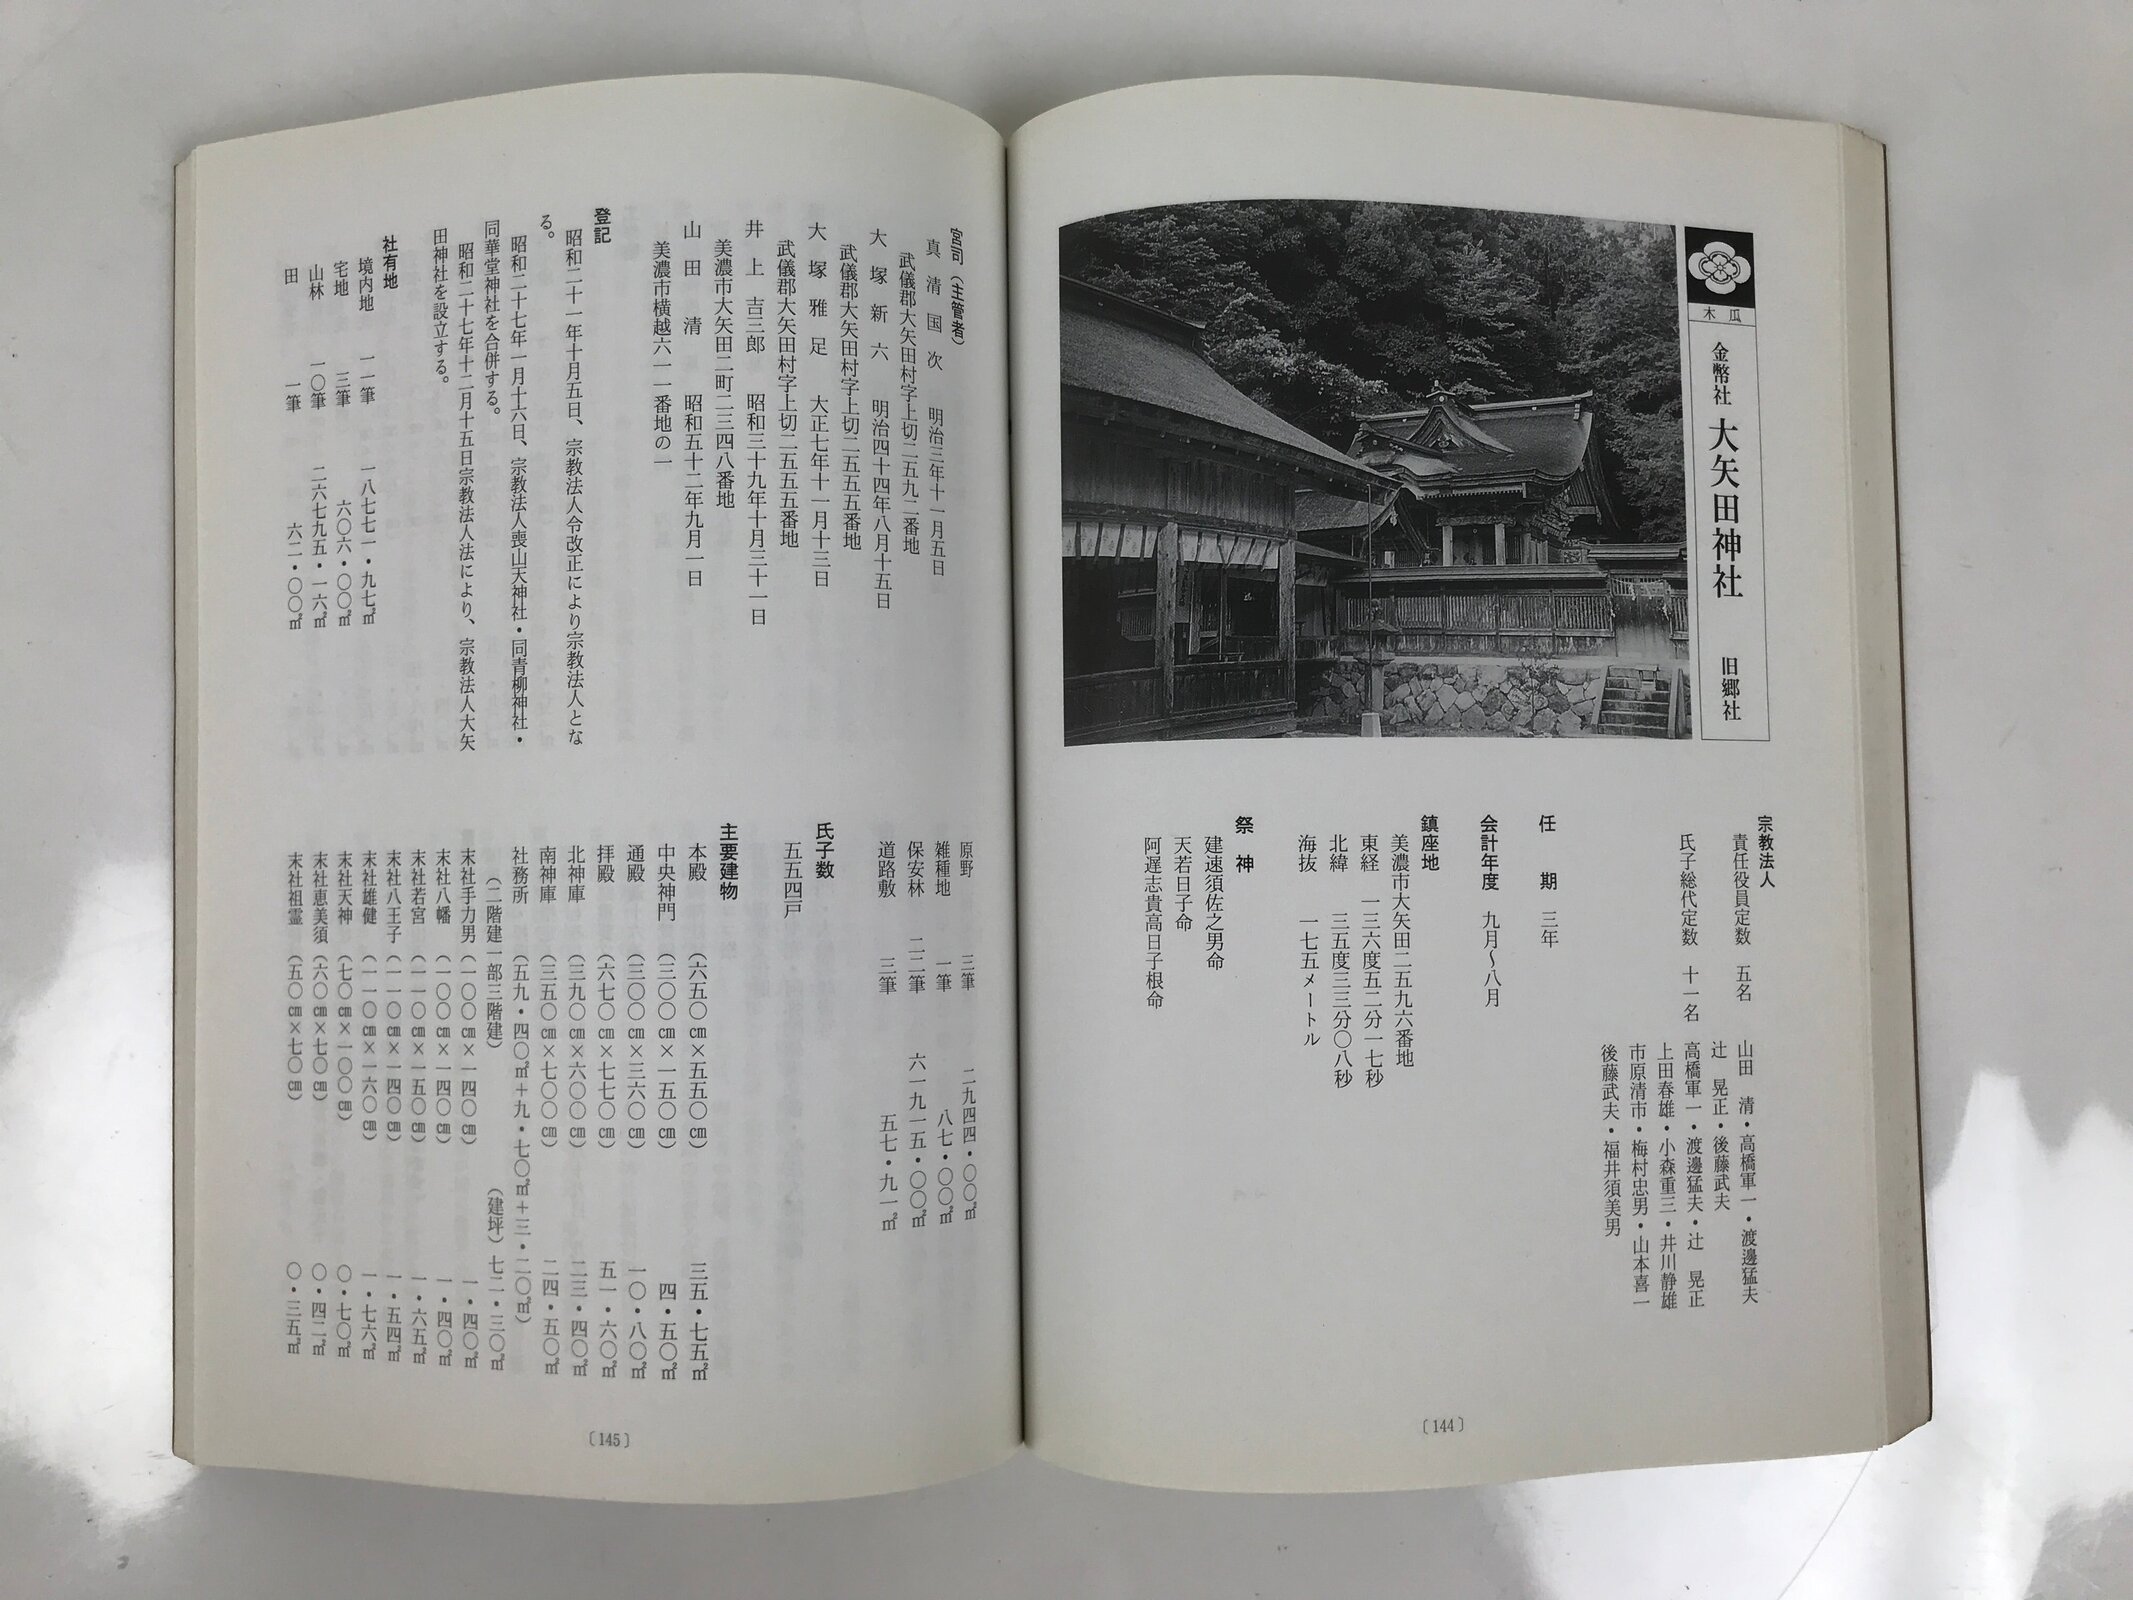 木瓜
金幣社 大矢田神社 旧郷社
宗教法人
責任役員定数 五名 山田 清・高橋軍一・渡邊猛夫
辻 晃正・後藤武夫
氏子総代定数 十一名 高橋軍一・渡邊猛夫・辻 晃正
上田春雄・小森重三・井川静雄
市原清市・梅村忠男・山本喜一
後藤武夫・福井須美男
任期 三年
会計年度 九月〜八月
鎮座地
美濃市大矢田二五九六番地
東経 一三六度五二分一七秒
北緯 三五度三三分〇八秒
海抜 一七五メートル
祭神
建速須佐之男命
天若日子命
阿遅志貴高日子根命
〔144〕
宮司(主管者)
真清国次 明治三年十一月五日
武儀郡大矢田村字上切二五九二番地
大塚新六 明治四十四年八月十五日
武儀郡大矢田村字上切二五五五番地
大塚雅足 大正七年十一月十三日
武儀郡大矢田村字上切二五五五番地
井上吉三郎 昭和三十九年十月三十一日
美濃市大矢田二町二三四八番地
山田清 昭和五十二年九月一日
美濃市横越六一一番地の一
登記
昭和二十一年十月五日、宗教法人令改正により宗教法人とな
る。
昭和二十七年一月十六日、宗教法人喪山天神社・同青柳神社・
同華堂神社を合併する。
昭和二十七年十二月十五日宗教法人法により、宗教法人大矢
田神社を設立する。
社有地
境内地 一一筆 一八七七一・九七㎡
宅地 三筆 六〇六・〇〇㎡
山林 一〇筆 二六七九五・一六㎡
田 一筆 六二・〇〇㎡
原野 三筆 二九四四・〇〇㎡
雑種地 一筆 八七・〇〇㎡
保安林 二二筆 六一九一五・〇〇㎡
道路敷 三筆 五七・九一㎡
氏子数
五五四戸
主要建物
本殿 (六五〇㎝×五五〇㎝) 三五・七五㎡
中央神門 (三〇〇㎝×一五〇㎝) 四・五〇㎡
通殿 (三〇〇㎝×三六〇㎝) 一〇・八〇㎡
拝殿 (六七〇㎝×七七〇㎝) 五一・六〇㎡
北神庫 (三九〇㎝×六〇〇㎝) 二三・四〇㎡
南神庫 (三五〇㎝×七〇〇㎝) 二四・五〇㎡
社務所 (五九・四〇㎡+九・七〇㎡+三・二〇㎡)
(二階建一部三階建) (建坪) 七二・三〇㎡
末社手力男 (一〇〇㎝×一四〇㎝) 一・四〇㎡
末社八幡 (一〇〇㎝×一四〇㎝) 一・四〇㎡
末社若宮 (一一〇㎝×一五〇㎝) 一・六五㎡
末社八王子 (一一〇㎝×一四〇㎝) 一・五四㎡
末社雄健 (一一〇㎝×一六〇㎝) 一・七六㎡
末社天神 (七〇㎝×一〇〇㎝) 〇・七〇㎡
末社恵美須 (六〇㎝×七〇㎝) 〇・四二㎡
末社祖霊 (五〇㎝×七〇㎝) 〇・三五㎡
〔145〕